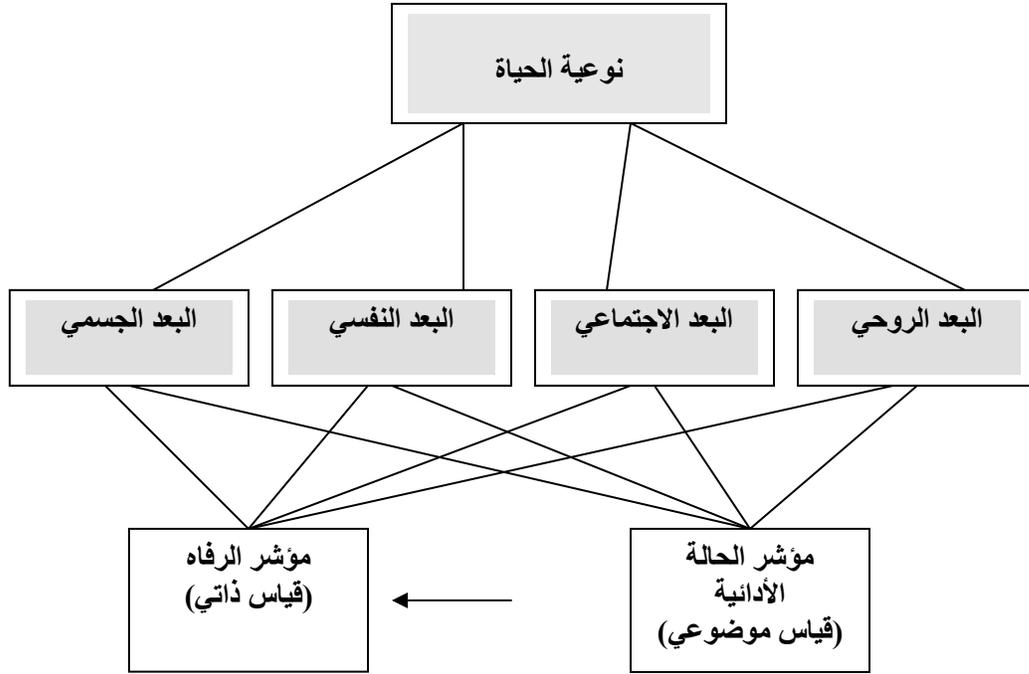 نوعية الحياة
البعد الروحي
البعد الاجتماعي
البعد النفسي
البعد الجسمي
مؤشر الحالة
الأدائية
(قياس موضوعي)
مؤشر الرفاه
(قياس ذاتي)